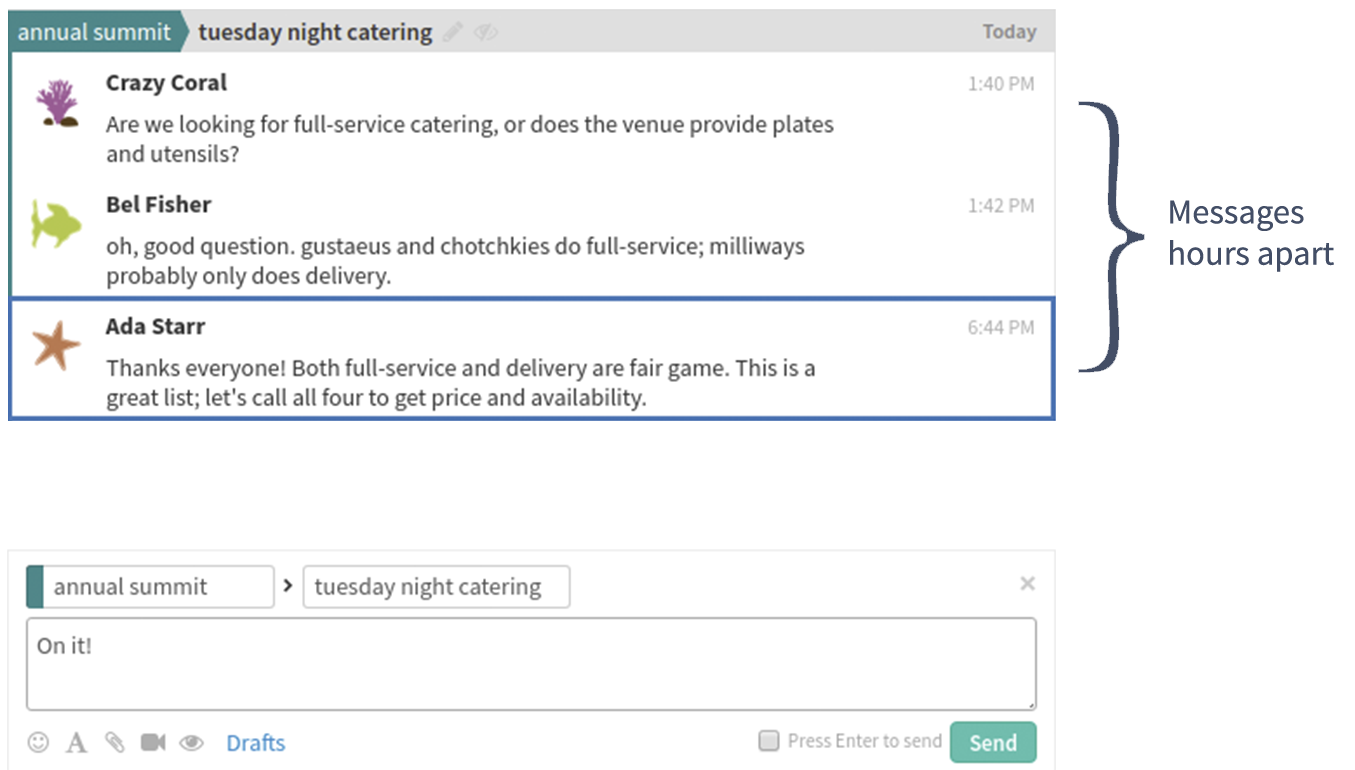 annual summit tuesday night catering Today
Crazy Coral 1:40 PM
Are we looking for full-service catering, or does the venue provide plates
and utensils?
Bel Fisher 1:42 PM
oh, good question. gustaeus and chotchkies do full-service; milliways
probably only does delivery.
Ada Starr 6:44 PM
Thanks everyone! Both full-service and delivery are fair game. This is a
great list; let's call all four to get price and availability.
Messages
hours apart
annual summit tuesday night catering
On it!
Drafts Press Enter to send Send